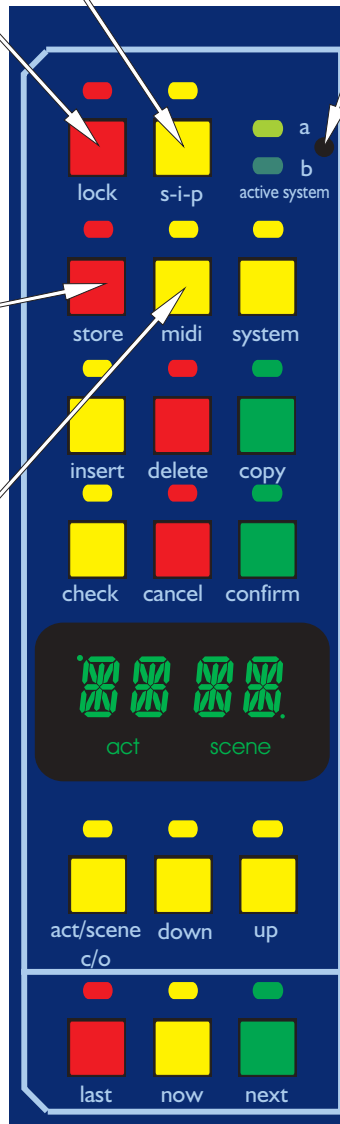 a
b
lock s-i-p active system
store midi system
insert delete copy
check cancel confirm
act scene
act/scene down up
c/o
last now next